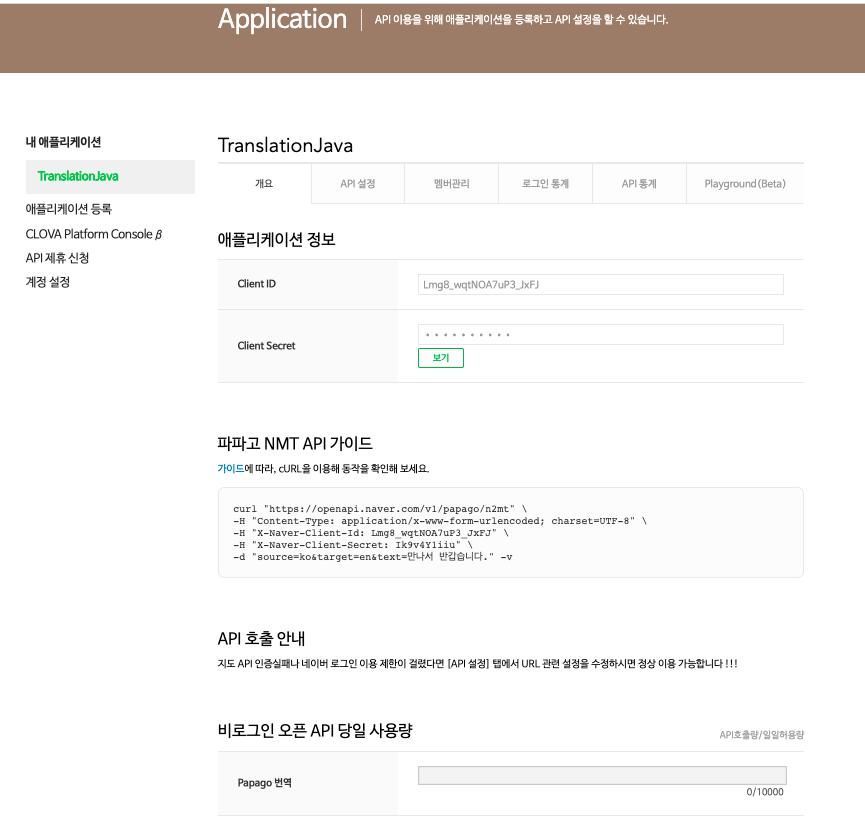 Application
API 이용을 위해 애플리케이션을 등록하고 API 설정을 할 수 있습니다.
내 애플리케이션
TranslationJava
애플리케이션 등록
CLOVA Platform Console β
API 제휴 신청
계정 설정
TranslationJava
개요
API 설정
멤버관리
로그인 통계
API 통계
Playground(Beta)
애플리케이션 정보
Client ID
Lmg8_wqtNOA7uP3_JxFJ
Client Secret
• • • • • • • • • •
보기
파파고 NMT API 가이드
가이드에 따라, cURL을 이용해 동작을 확인해 보세요.
curl "https://openapi.naver.com/v1/papago/n2mt" \
-H "Content-Type: application/x-www-form-urlencoded; charset=UTF-8" \
-H "X-Naver-Client-Id: Lmg8_wqtNOA7uP3_JxFJ" \
-H "X-Naver-Client-Secret: Ik9v4Y1iiu" \
-d "source=ko&target=en&text=만나서 반갑습니다." -v
API 호출 안내
지도 API 인증실패나 네이버 로그인 이용 제한이 걸렸다면 [API 설정] 탭에서 URL 관련 설정을 수정하시면 정상 이용 가능합니다 !!!
비로그인 오픈 API 당일 사용량
API호출량/일일허용량
Papago 번역
0/10000